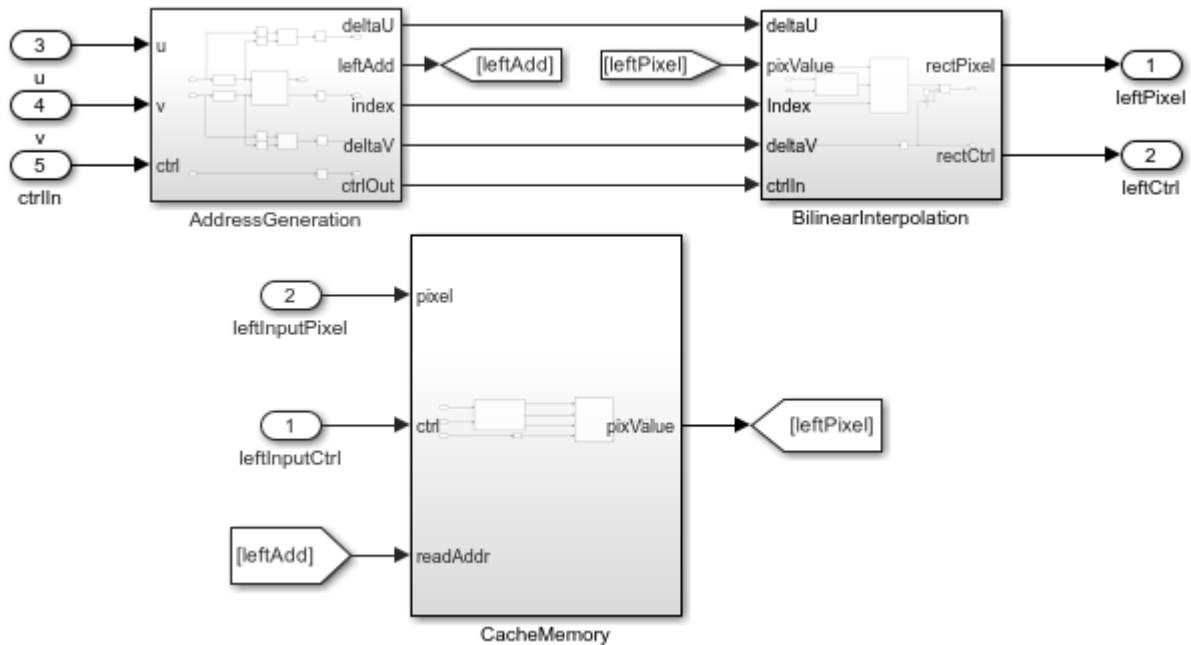 3
u
4
v
5
ctrlIn
u
v
ctrl
deltaU
leftAdd
index
deltaV
ctrlOut
AddressGeneration
[leftAdd]
[leftPixel]
deltaU
pixValue
Index
deltaV
ctrlIn
rectPixel
rectCtrl
BilinearInterpolation
1
leftPixel
2
leftCtrl
2
leftInputPixel
1
leftInputCtrl
[leftAdd]
pixel
ctrl
readAddr
pixValue
CacheMemory
[leftPixel]